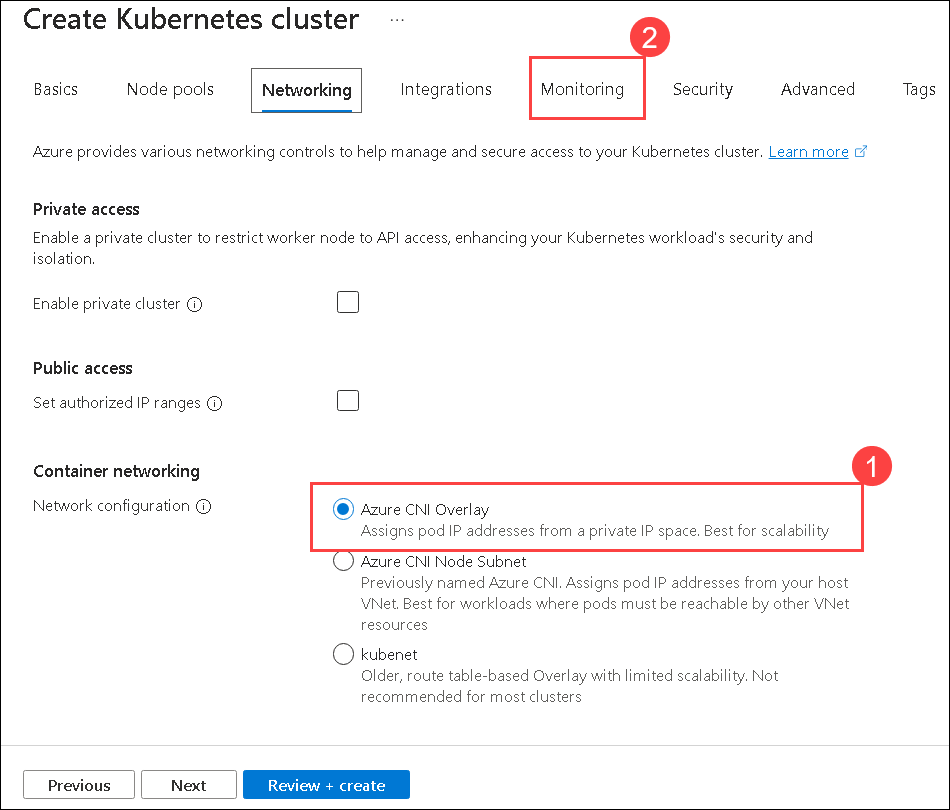 Create Kubernetes cluster ...
2
Basics Node pools Networking Integrations Monitoring Security Advanced Tags
Azure provides various networking controls to help manage and secure access to your Kubernetes cluster. Learn more
Private access
Enable a private cluster to restrict worker node to API access, enhancing your Kubernetes workload's security and
isolation.
Enable private cluster
Public access
Set authorized IP ranges
Container networking
1
Network configuration
Azure CNI Overlay
Assigns pod IP addresses from a private IP space. Best for scalability
Azure CNI Node Subnet
Previously named Azure CNI. Assigns pod IP addresses from your host
VNet. Best for workloads where pods must be reachable by other VNet
resources
kubenet
Older, route table-based Overlay with limited scalability. Not
recommended for most clusters
Previous Next Review + create